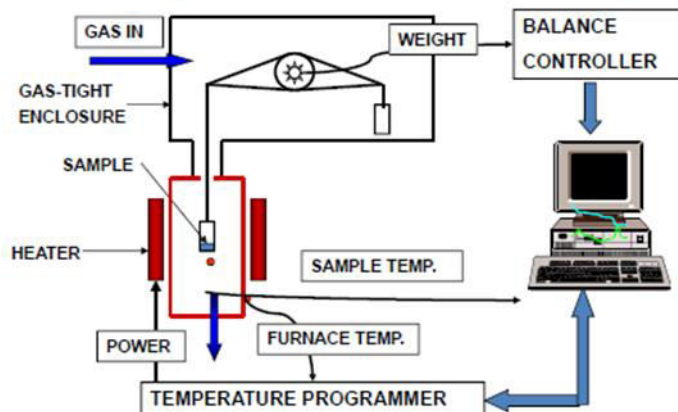 GAS IN
WEIGHT
BALANCE
CONTROLLER
GAS-TIGHT
ENCLOSURE
SAMPLE
HEATER
SAMPLE TEMP.
FURNACE TEMP.
POWER
TEMPERATURE PROGRAMMER